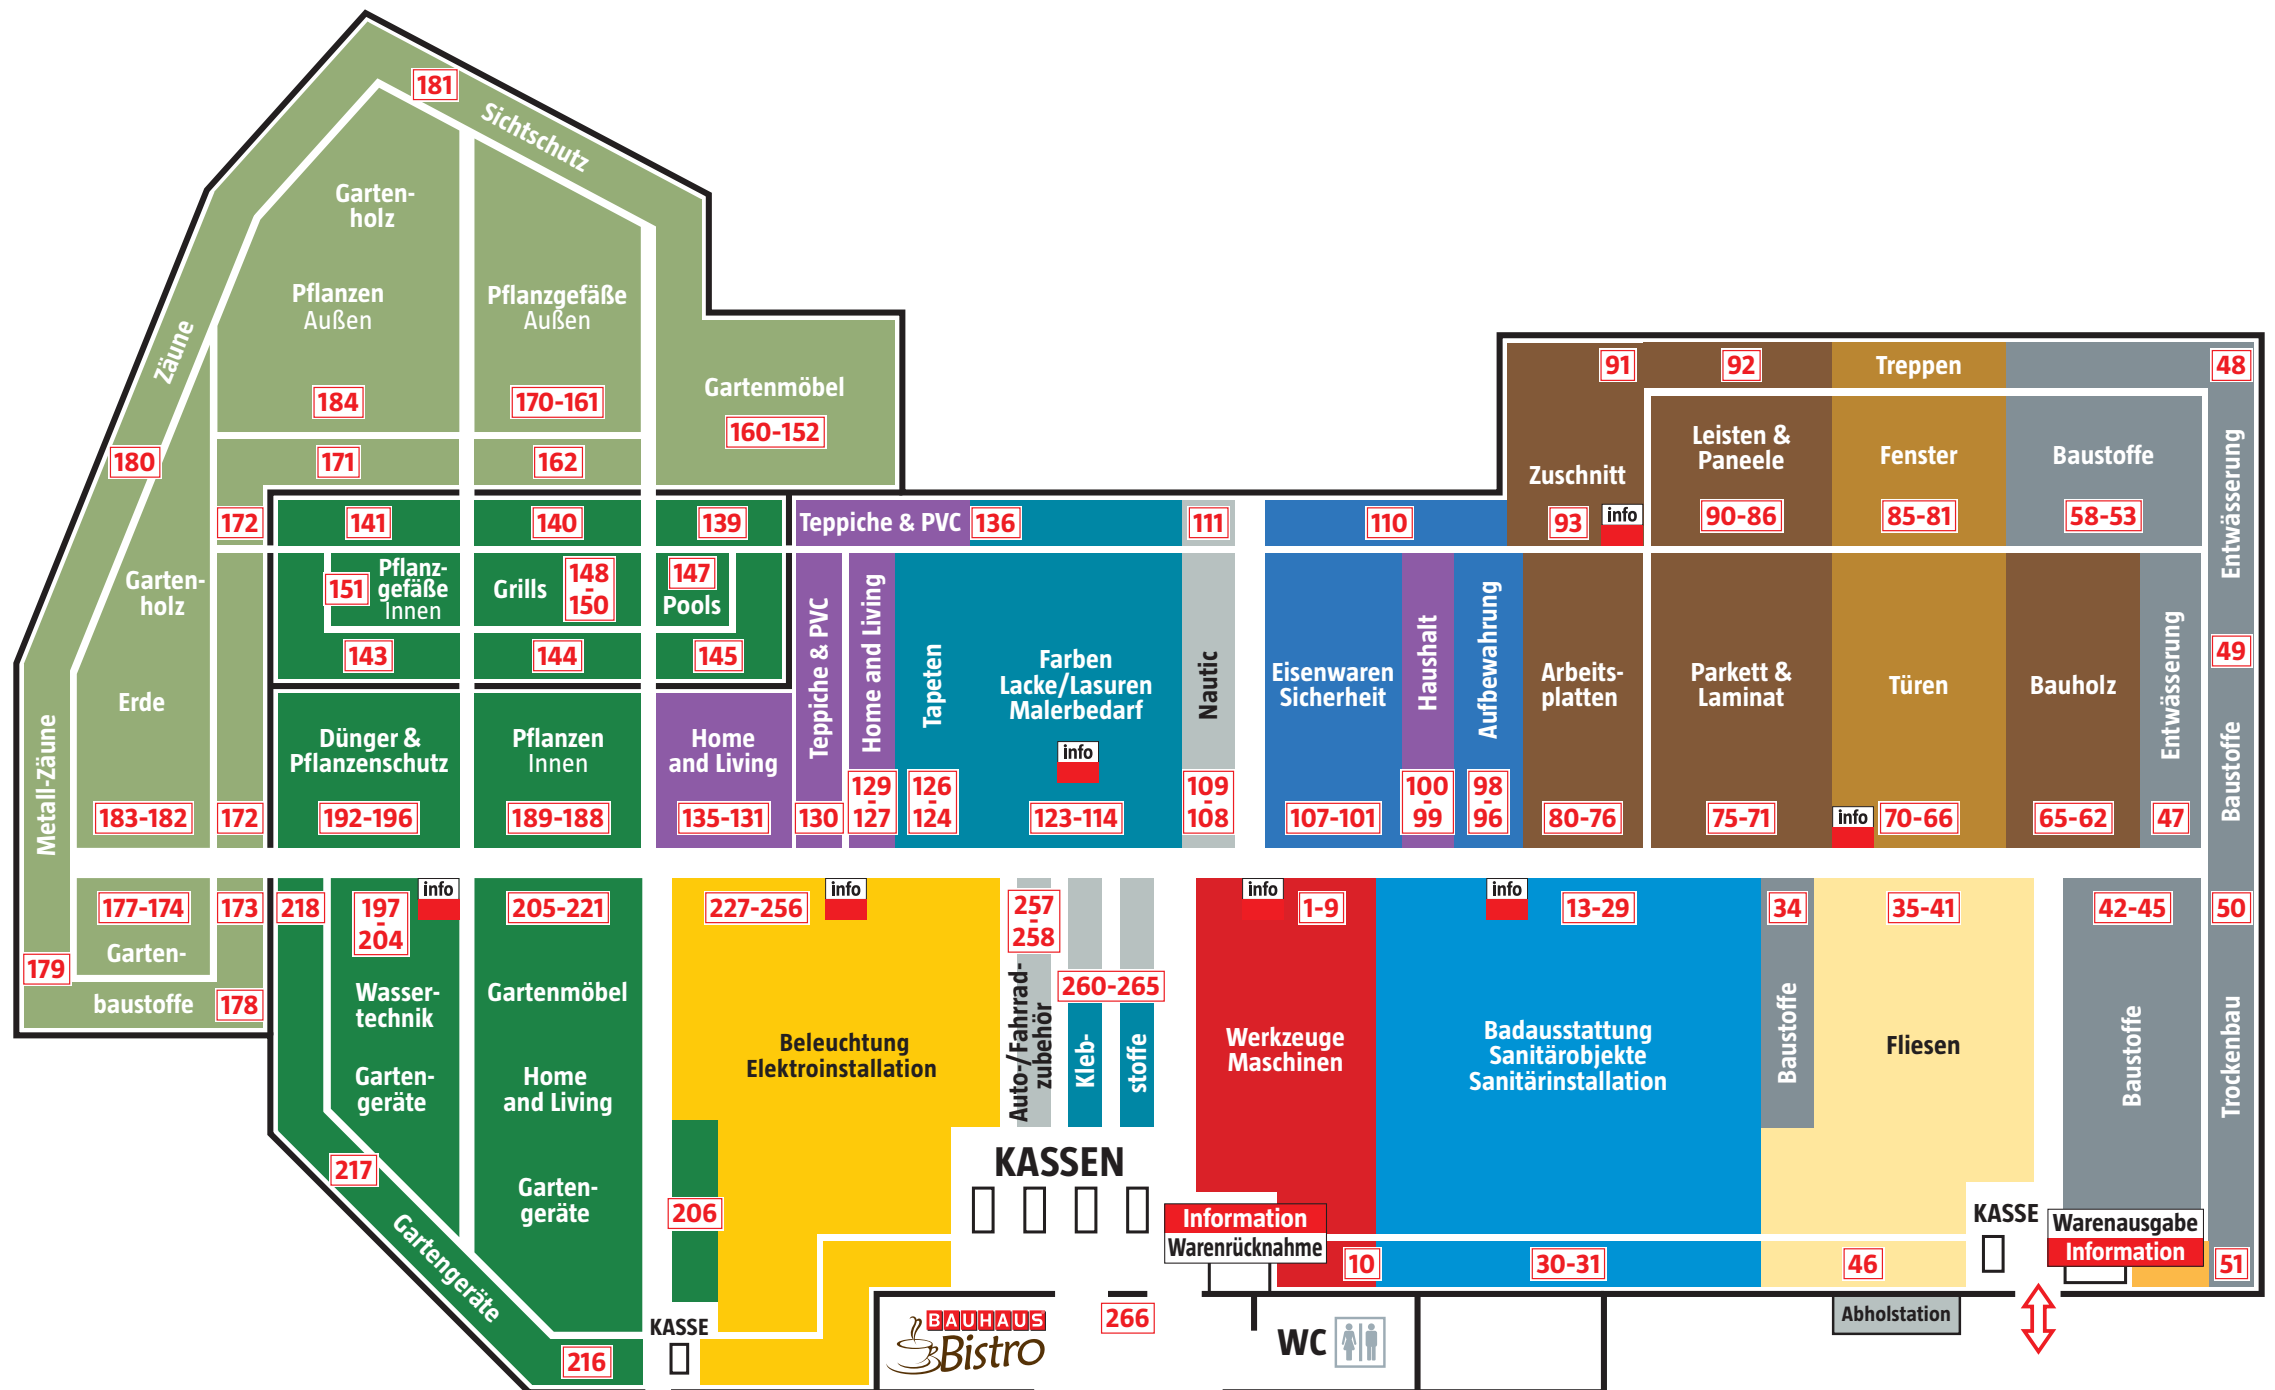 181
Sichtschutz
Garten-
holz
Pflanzen
Außen
Pflanzgefäße
Außen
Zäune
184
170-161
Gartenmöbel
160-152
180
171
162
172
141
140
139
Teppiche & PVC
136
111
110
91
92
Treppen
48
Zuschnitt
93
info
Leisten &
Paneele
90-86
Fenster
85-81
Baustoffe
58-53
Entwässerung
Garten-
holz
151
Pflanz-
gefäße
Innen
Grills
148
-
150
147
Pools
143
144
145
Erde
Metall-Zäune
183-182
172
Dünger &
Pflanzenschutz
192-196
Pflanzen
Innen
189-188
Home
and Living
135-131
Teppiche & PVC
130
Home and Living
129
-
127
Tapeten
126
-
124
Farben
Lacke/Lasuren
Malerbedarf
info
123-114
Nautic
109
-
108
Eisenwaren
Sicherheit
107-101
Haushalt
100
-
99
Aufbewahrung
98
-
96
Arbeits-
platten
80-76
Parkett &
Laminat
75-71
Türen
info
70-66
Bauholz
65-62
Entwässerung
47
49
Baustoffe
177-174
Garten-
baustoffe
173
179
178
218
197
-
204
info
Wasser-
technik
Garten-
geräte
205-221
Gartenmöbel
Home
and Living
Garten-
geräte
217
Gartengeräte
216
227-256
info
Beleuchtung
Elektroinstallation
206
KASSE
257
-
258
Auto-/Fahrrad-
zubehör
260-265
Kleb-
stoffe
KASSEN
info
1-9
Werkzeuge
Maschinen
Information
Warenrücknahme
10
info
13-29
Badausstattung
Sanitärobjekte
Sanitärinstallation
30-31
34
Baustoffe
35-41
Fliesen
46
KASSE
42-45
Baustoffe
Warenausgabe
Information
50
Trockenbau
51
BAUHAUS
Bistro
266
WC
Abholstation